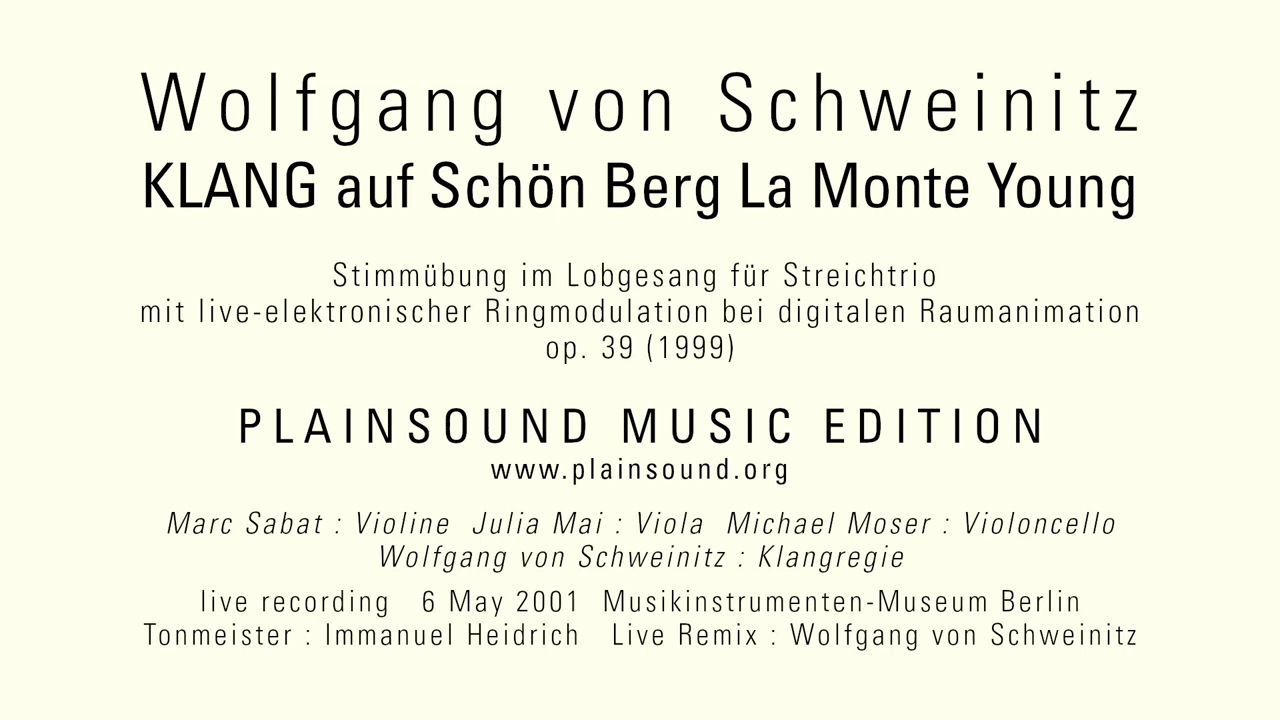 Wolfgang von Schweinitz
KLANG auf Schön Berg La Monte Young
Stimmübung im Lobgesang für Streichtrio
mit live-elektronischer Ringmodulation bei digitalen Raumanimation
op. 39 (1999)
PLAINSOUND MUSIC EDITION
www.plainsound.org
Marc Sabat : Violine Julia Mai : Viola Michael Moser : Violoncello
Wolfgang von Schweinitz : Klangregie
live recording 6 May 2001 Musikinstrumenten-Museum Berlin
Tonmeister : Immanuel Heidrich Live Remix : Wolfgang von Schweinitz